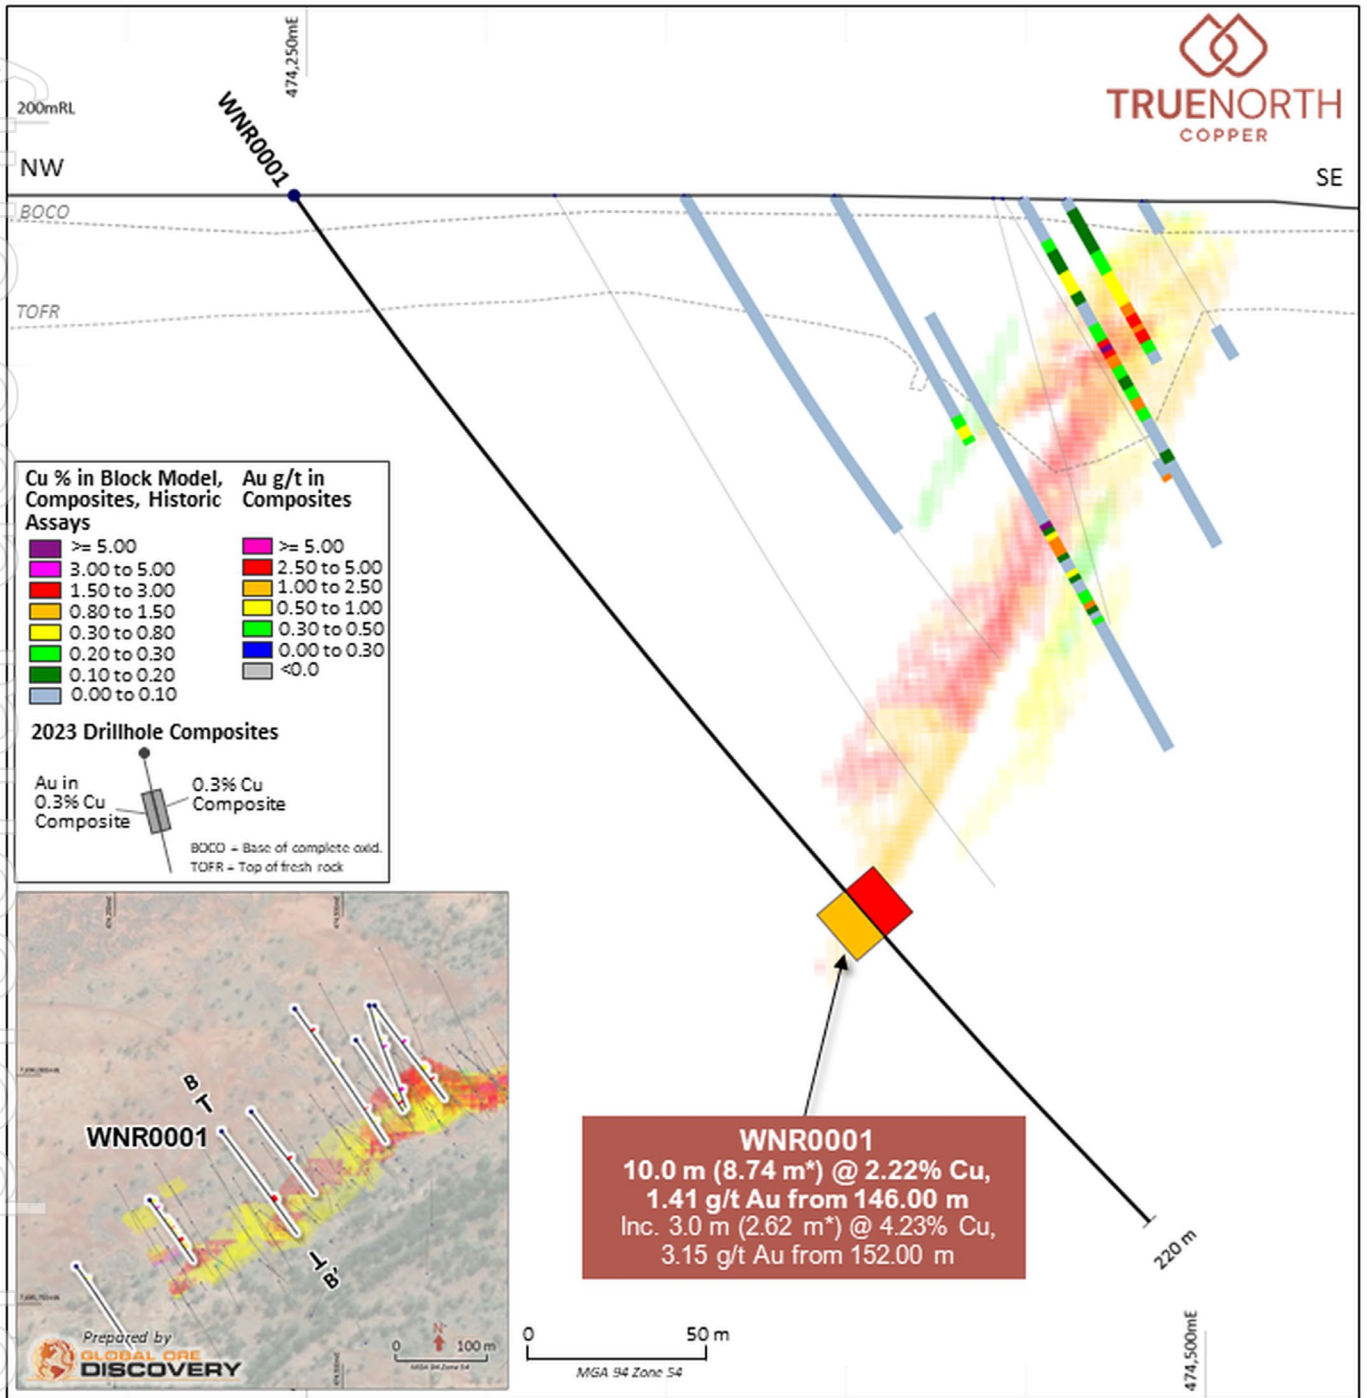 474,250mE
200mRL
WNR0001
TRUENORTH
COPPER
NW
SE
BOCO
TOFR
Cu % in Block Model,
Composites, Historic
Assays
>= 5.00
3.00 to 5.00
1.50 to 3.00
0.80 to 1.50
0.30 to 0.80
0.20 to 0.30
0.10 to 0.20
0.00 to 0.10
Au g/t in
Composites
>= 5.00
2.50 to 5.00
1.00 to 2.50
0.50 to 1.00
0.30 to 0.50
0.00 to 0.30
<0.0
2023 Drillhole Composites
Au in
0.3% Cu
Composite
0.3% Cu
Composite
BOCO = Base of complete oxid.
TOFR = Top of fresh rock
B
WNR0001
B'
Prepared by
GLOBAL ORE
DISCOVERY
N
0 100 m
MGA 94 Zone 54
WNR0001
10.0 m (8.74 m*) @ 2.22% Cu,
1.41 g/t Au from 146.00 m
Inc. 3.0 m (2.62 m*) @ 4.23% Cu,
3.15 g/t Au from 152.00 m
220 m
0 50 m
MGA 94 Zone 54
474,500mE